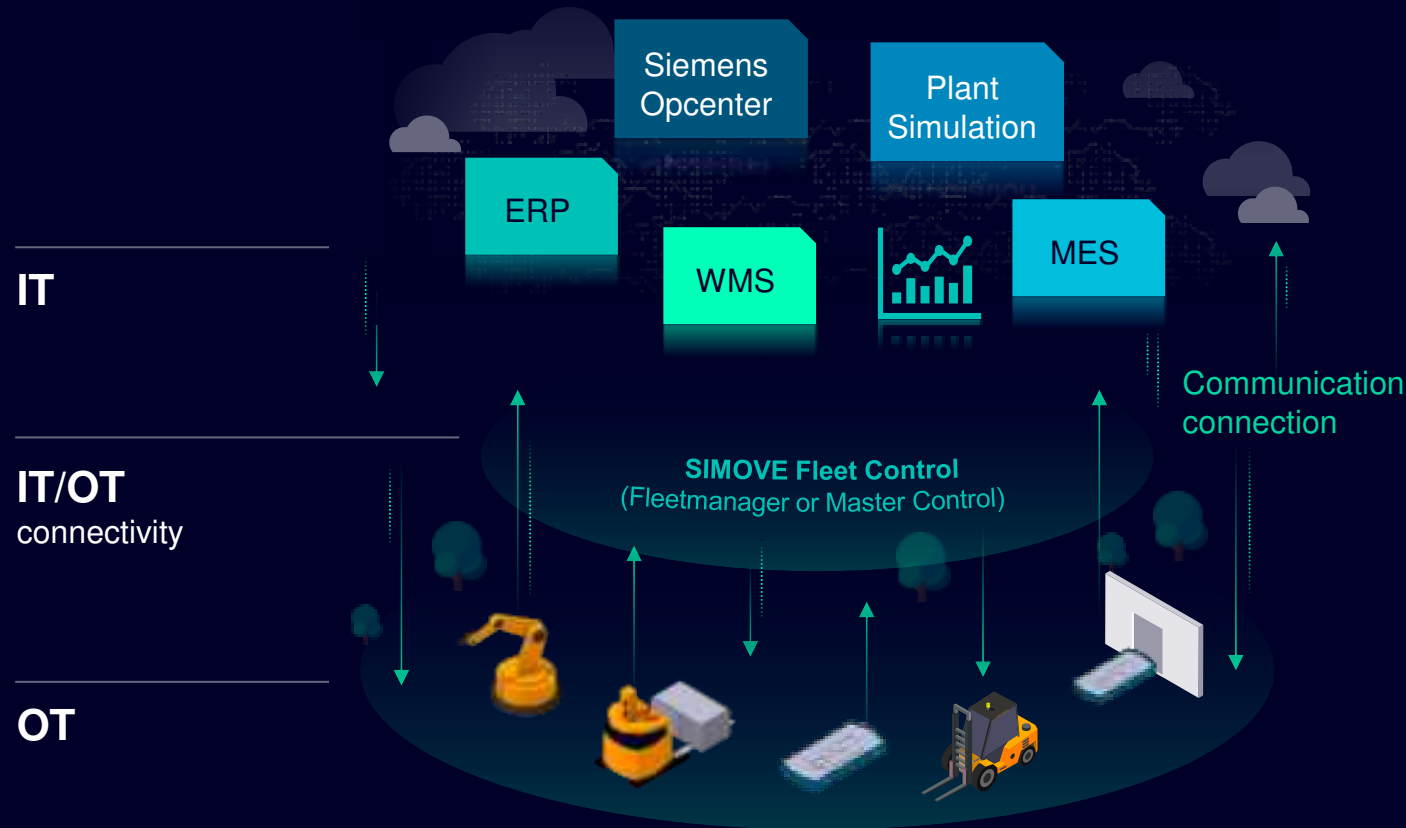 Siemens
Opcenter
Plant
Simulation
ERP
MES
WMS
IT
Communication
connection
SIMOVE Fleet Control
(Fleetmanager or Master Control)
IT/OT
connectivity
OT